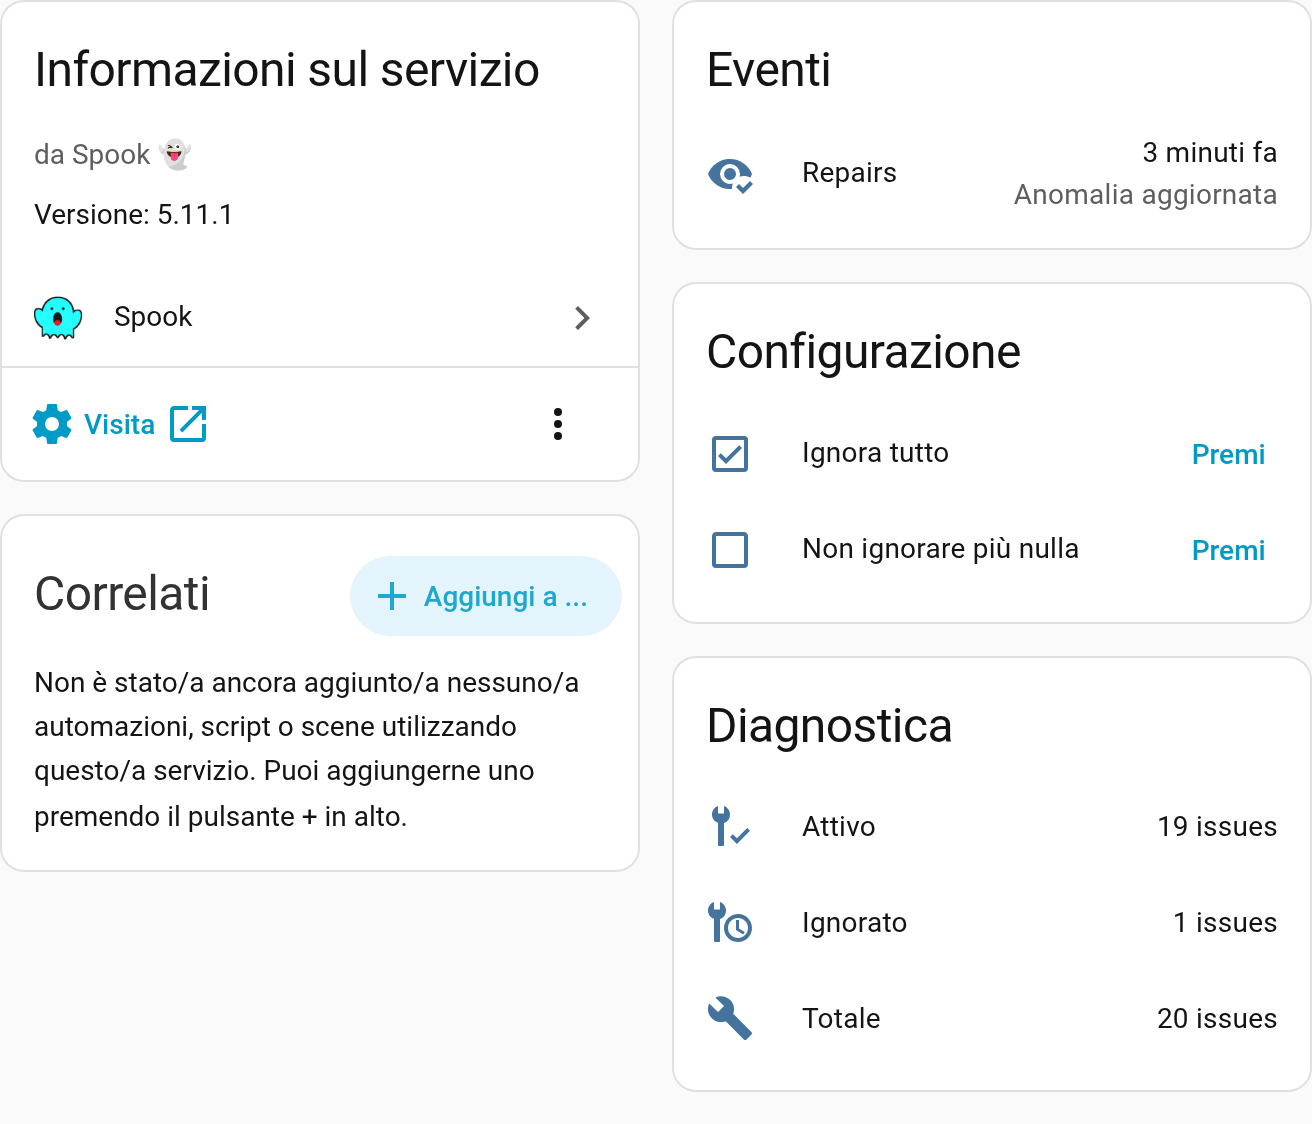 Informazioni sul servizio
da Spook 👻
Versione: 5.11.1
Spook
Visita
Correlati
Aggiungi a ...
Non è stato/a ancora aggiunto/a nessuno/a
automazioni, script o scene utilizzando
questo/a servizio. Puoi aggiungerne uno
premendo il pulsante + in alto.
Eventi
Repairs
3 minuti fa
Anomalia aggiornata
Configurazione
Ignora tutto Premi
Non ignorare più nulla Premi
Diagnostica
Attivo 19 issues
Ignorato 1 issues
Totale 20 issues